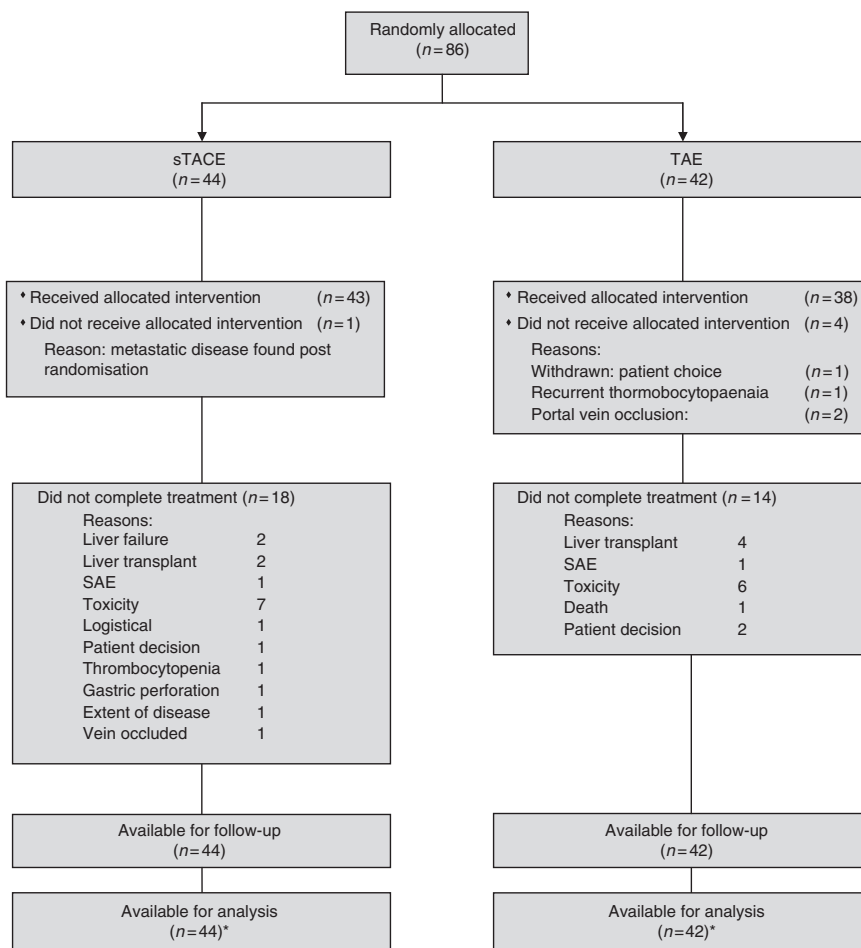 Randomly allocated
(n=86)
sTACE
(n=44)
TAE
(n=42)
♦ Received allocated intervention (n=43)
♦ Did not receive allocated intervention (n=1)
Reason: metastatic disease found post
randomisation
♦ Received allocated intervention (n=38)
♦ Did not receive allocated intervention (n=4)
Reasons:
Withdrawn: patient choice (n=1)
Recurrent thormobocytopaenaia (n=1)
Portal vein occlusion: (n=2)
Did not complete treatment (n=18)
Reasons:
Liver failure 2
Liver transplant 2
SAE 1
Toxicity 7
Logistical 1
Patient decision 1
Thrombocytopenia 1
Gastric perforation 1
Extent of disease 1
Vein occluded 1
Did not complete treatment (n=14)
Reasons:
Liver transplant 4
SAE 1
Toxicity 6
Death 1
Patient decision 2
Available for follow-up
(n=44)
Available for follow-up
(n=42)
Available for analysis
(n=44)*
Available for analysis
(n=42)*